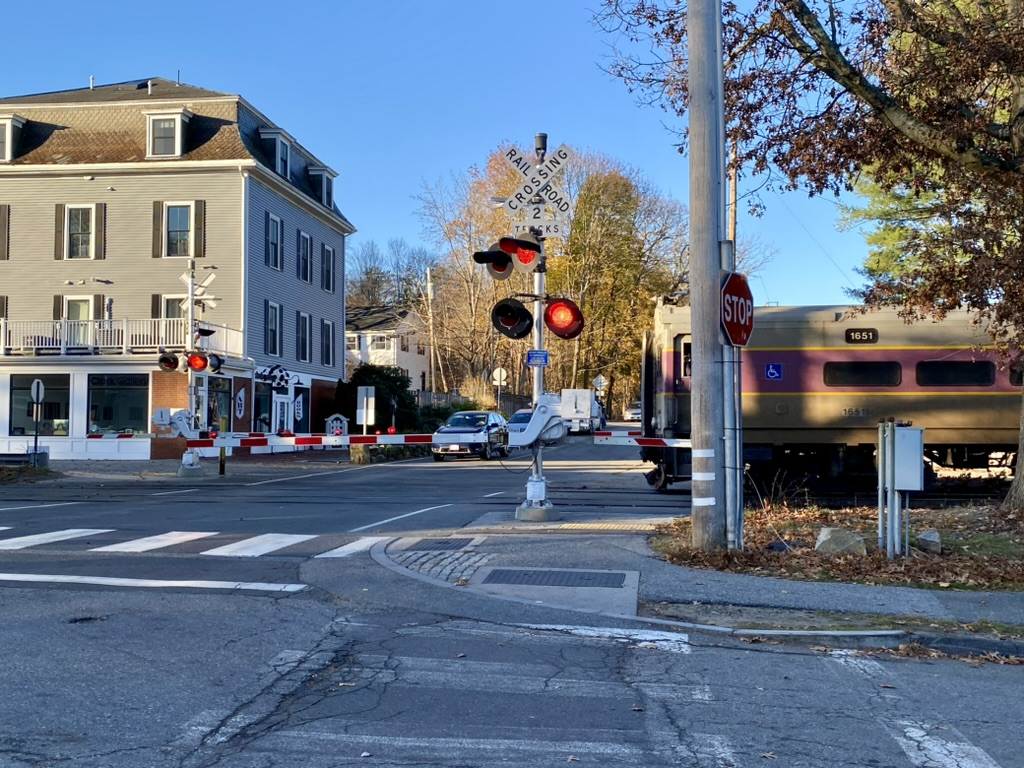 RAIL ROAD
CROSSING
2
TRACKS
STOP
1651
1651